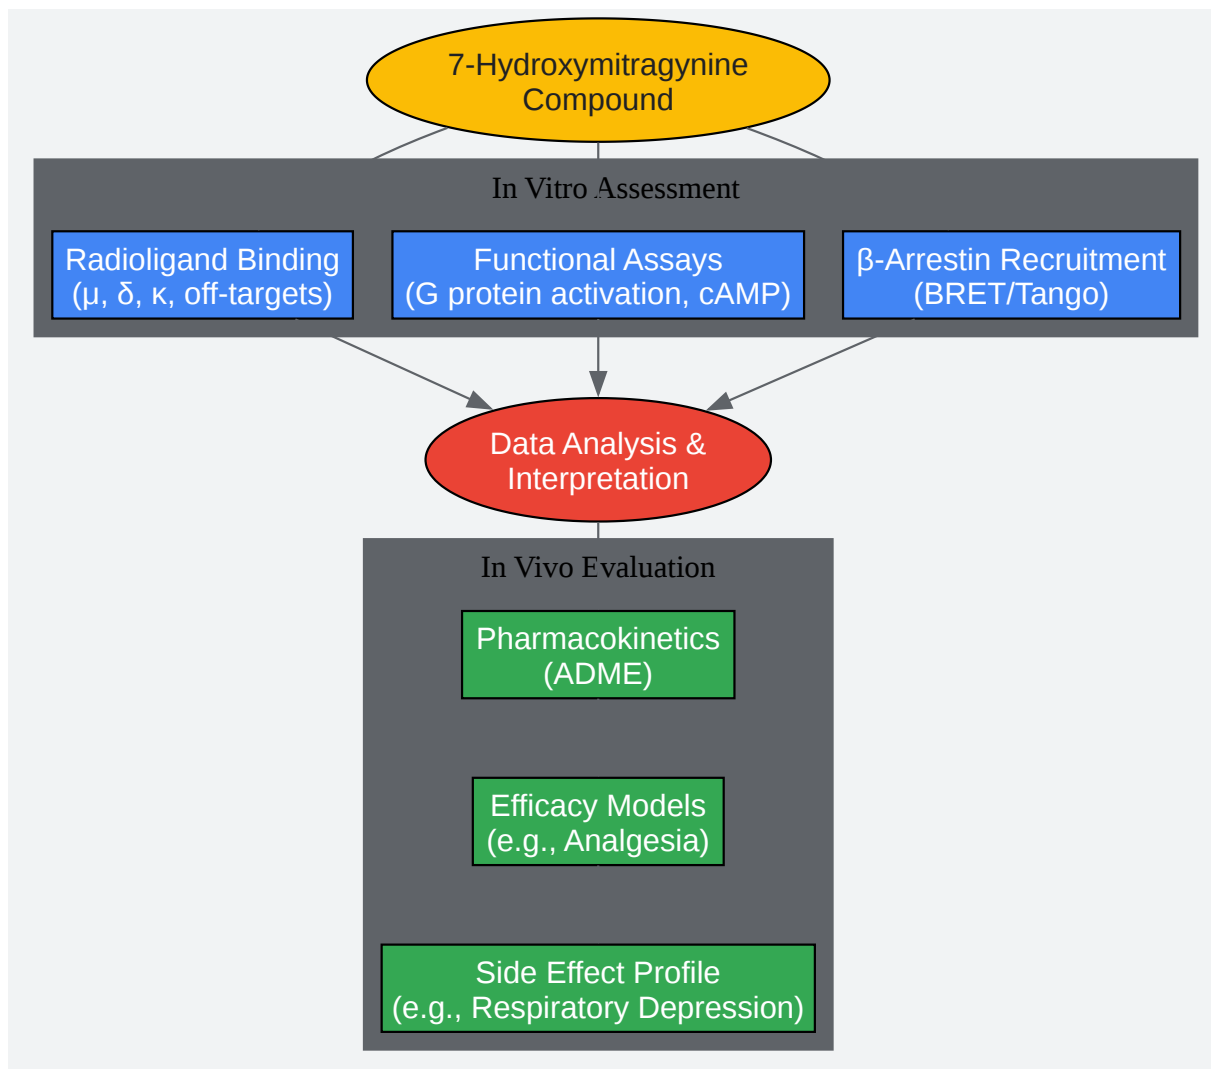 7-Hydroxymitragynine
Compound
In Vitro Assessment
Radioligand Binding
(μ, δ, κ, off-targets)
Functional Assays
(G protein activation, cAMP)
β-Arrestin Recruitment
(BRET/Tango)
Data Analysis &
Interpretation
In Vivo Evaluation
Pharmacokinetics
(ADME)
Efficacy Models
(e.g., Analgesia)
Side Effect Profile
(e.g., Respiratory Depression)